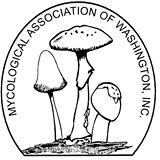 MYCOLOGICAL ASSOCIATION OF WASHINGTON, INC.